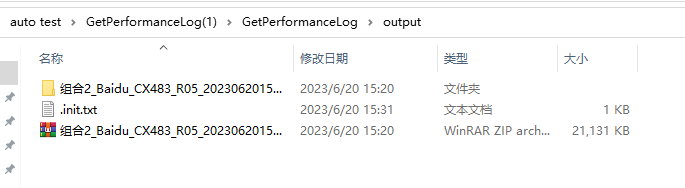 auto test > GetPerformanceLog(1) > GetPerformanceLog > output
名称 修改日期 类型 大小
组合2_Baidu_CX483_R05_2023062015... 2023/6/20 15:20 文件夹
.init.txt 2023/6/20 15:31 文本文档 1 KB
组合2_Baidu_CX483_R05_2023062015... 2023/6/20 15:20 WinRAR ZIP arch... 21,131 KB